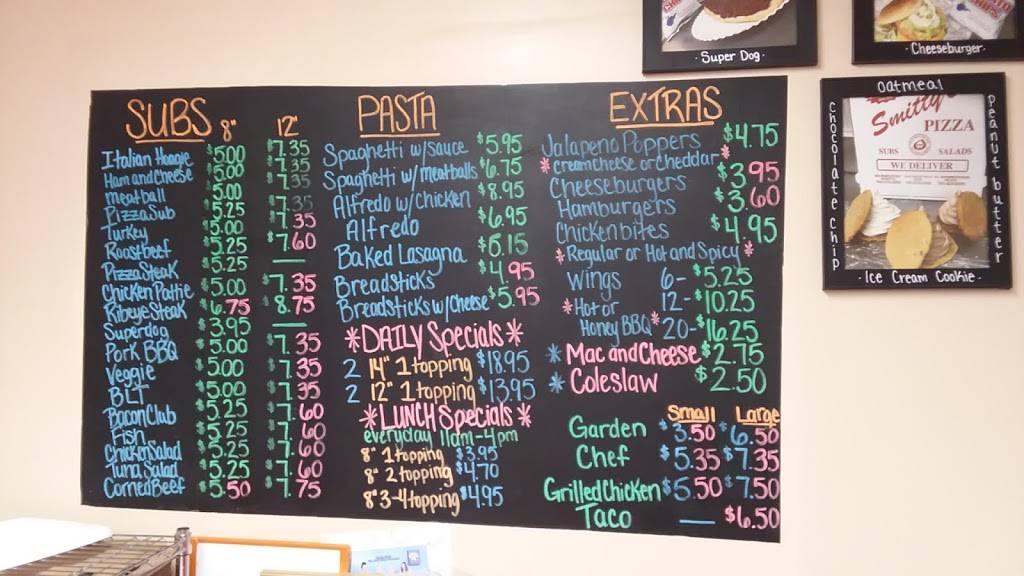 Super Dog
Cheeseburger
SUBS 8" 12"
Italian Hoagie $5.00 $7.35
Ham and Cheese $5.00 $7.35
Meatball $5.00 $7.35
Pizza Sub $5.25 $7.35
Turkey $5.00 $7.35
Roast Beef $5.25 $7.60
Pizza Steak $5.25 —
Chicken Pattie $5.00 $7.35
Ribeye Steak $6.75 $8.75
Superdog $3.95 —
Pork BBQ $5.00 $7.35
Veggie $5.00 $7.35
BLT $5.00 $7.35
Bacon Club $5.25 $7.60
Fish $5.25 $7.60
Chicken Salad $5.25 $7.60
Tuna Salad $5.25 $7.60
Corned Beef $5.50 $7.75
PASTA
Spaghetti w/ Sauce $5.95
Spaghetti w/ meatballs $6.75
Alfredo w/ Chicken $8.95
Alfredo $6.95
Baked Lasagna $6.15
Breadsticks $4.95
Breadsticks w/ Cheese $5.95
*DAILY Specials*
2 14" 1 topping $18.95
2 12" 1 topping $13.95
*LUNCH Specials*
everyday 11am-4pm
8" 1 topping $3.95
8" 2 topping $4.70
8" 3-4 topping $4.95
EXTRAS
Jalapeno Poppers $4.75
*cream cheese or cheddar*
Cheeseburgers $3.95
Hamburgers $3.60
Chicken bites $4.95
*Regular or Hot and Spicy*
Wings 6- $5.25
*Hot or 12- $10.25
Honey BBQ* 20- $16.25
*Mac and Cheese $2.75
*Coleslaw $2.50
Small Large
Garden $3.50 $6.50
Chef $5.35 $7.35
Grilled Chicken $5.50 $7.50
Taco — $6.50
Oatmeal
Chocolate Chip
Peanut butter
Smitty's
PIZZA
SUBS SALADS
WE DELIVER
Ice Cream Cookie